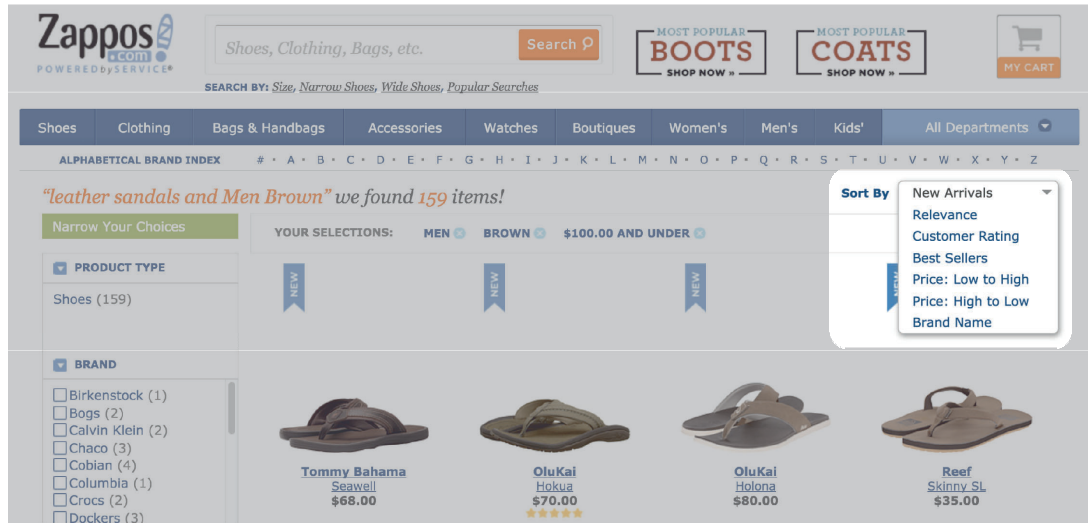 Zappos
.com
POWERED by SERVICE®
Shoes, Clothing, Bags, etc.
Search
SEARCH BY: Size, Narrow Shoes, Wide Shoes, Popular Searches
MOST POPULAR
BOOTS
SHOP NOW »
MOST POPULAR
COATS
SHOP NOW »
MY CART
Shoes Clothing Bags & Handbags Accessories Watches Boutiques Women's Men's Kids' All Departments
ALPHABETICAL BRAND INDEX # • A • B • C • D • E • F • G • H • I • J • K • L • M • N • O • P • Q • R • S • T • U • V • W • X • Y • Z
“leather sandals and Men Brown” we found 159 items!
Sort By New Arrivals
Relevance
Customer Rating
Best Sellers
Price: Low to High
Price: High to Low
Brand Name
Narrow Your Choices
YOUR SELECTIONS: MEN BROWN $100.00 AND UNDER
PRODUCT TYPE
Shoes (159)
NEW
NEW
NEW
NEW
BRAND
Birkenstock (1)
Bogs (2)
Calvin Klein (2)
Chaco (3)
Cobian (4)
Columbia (1)
Crocs (2)
Dockers (3)
Tommy Bahama
Seawell
$68.00
OluKai
Hokua
$70.00
OluKai
Holona
$80.00
Reef
Skinny SL
$35.00